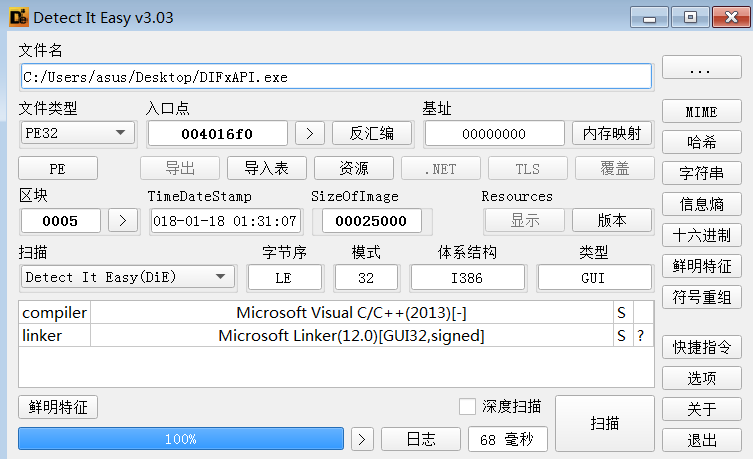 Detect It Easy v3.03
文件名
C:/Users/asus/Desktop/DIFxAPI.exe
...
文件类型 入口点 基址
PE32 004016f0 > 反汇编 00000000 内存映射
MIME
PE 导出 导入表 资源 .NET TLS 覆盖
哈希
区块 TimeDateStamp SizeOfImage Resources
字符串
0005 > 018-01-18 01:31:07 00025000 显示 版本
信息熵
扫描 字节序 模式 体系结构 类型
十六进制
Detect It Easy(DiE) LE 32 I386 GUI
鲜明特征
compiler Microsoft Visual C/C++(2013)[-] S
符号重组
linker Microsoft Linker(12.0)[GUI32,signed] S ?
快捷指令
选项
鲜明特征 深度扫描 扫描
关于
100% > 日志 68 毫秒
退出